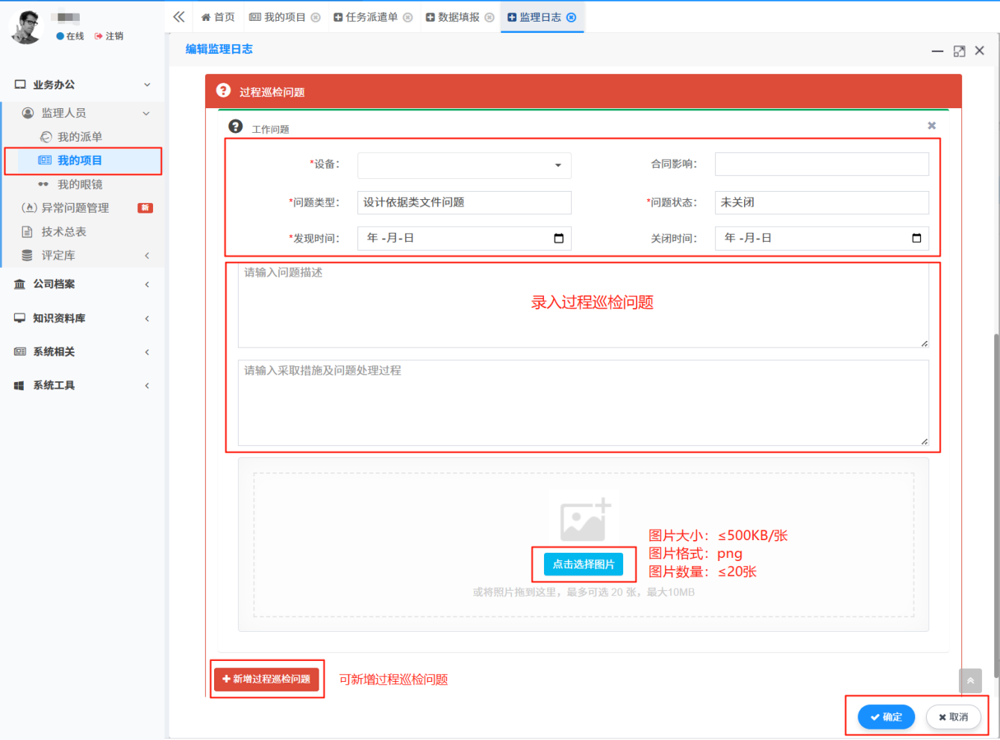 首页
我的项目
任务派遣单
数据填报
监理日志
在线 注销
编辑监理日志
业务办公
监理人员
我的派单
我的项目
我的眼镜
异常问题管理 新
技术总表
评定库
公司档案
知识资料库
系统相关
系统工具
过程巡检问题
工作问题
*设备：
合同影响：
*问题类型： 设计依据类文件问题
*问题状态： 未关闭
*发现时间： 年 -月-日
关闭时间： 年 -月-日
请输入问题描述
录入过程巡检问题
请输入采取措施及问题处理过程
点击选择图片
图片大小：≤500KB/张
图片格式：png
图片数量：≤20张
或将照片拖到这里，最多可选 20 张，最大10MB
新增过程巡检问题
可新增过程巡检问题
确定
取消